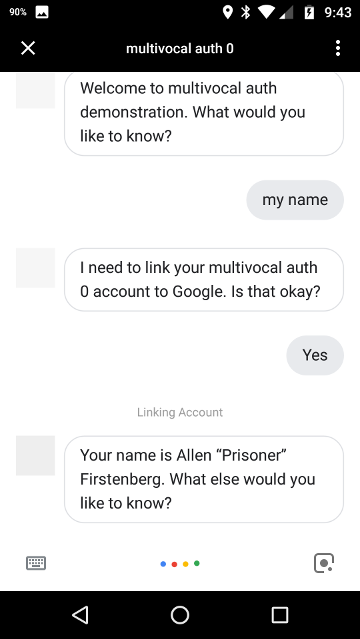 90%
9:43
multivocal auth 0
Welcome to multivocal auth
demonstration. What would you
like to know?
my name
I need to link your multivocal auth
0 account to Google. Is that okay?
Yes
Linking Account
Your name is Allen “Prisoner”
Firstenberg. What else would you
like to know?